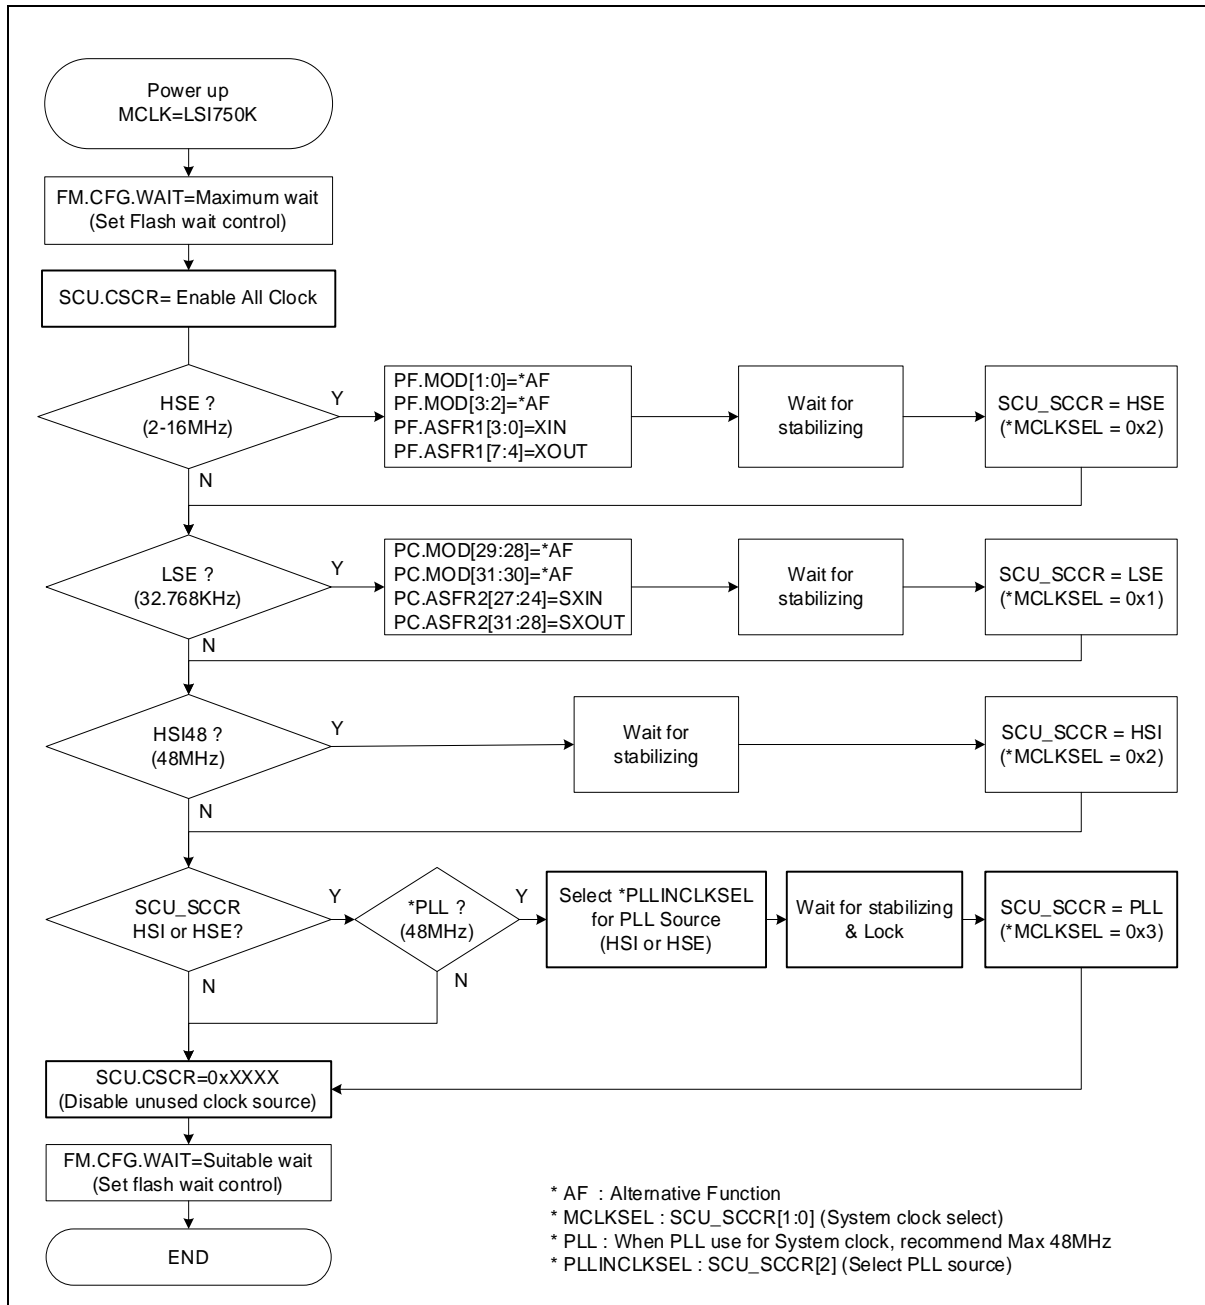 Power up
MCLK=LSI750K
FM.CFG.WAIT=Maximum wait
(Set Flash wait control)
SCU.CSCR= Enable All Clock
HSE ?
(2-16MHz)
Y
N
PF.MOD[1:0]=*AF
PF.MOD[3:2]=*AF
PF.ASFR1[3:0]=XIN
PF.ASFR1[7:4]=XOUT
Wait for
stabilizing
SCU_SCCR = HSE
(*MCLKSEL = 0x2)
LSE ?
(32.768KHz)
Y
N
PC.MOD[29:28]=*AF
PC.MOD[31:30]=*AF
PC.ASFR2[27:24]=SXIN
PC.ASFR2[31:28]=SXOUT
Wait for
stabilizing
SCU_SCCR = LSE
(*MCLKSEL = 0x1)
HSI48 ?
(48MHz)
Y
N
Wait for
stabilizing
SCU_SCCR = HSI
(*MCLKSEL = 0x2)
SCU_SCCR
HSI or HSE?
Y
N
*PLL ?
(48MHz)
Y
N
Select *PLLINCLKSEL
for PLL Source
(HSI or HSE)
Wait for stabilizing
& Lock
SCU_SCCR = PLL
(*MCLKSEL = 0x3)
SCU.CSCR=0xXXXX
(Disable unused clock source)
FM.CFG.WAIT=Suitable wait
(Set flash wait control)
END
* AF : Alternative Function
* MCLKSEL : SCU_SCCR[1:0] (System clock select)
* PLL : When PLL use for System clock, recommend Max 48MHz
* PLLINCLKSEL : SCU_SCCR[2] (Select PLL source)